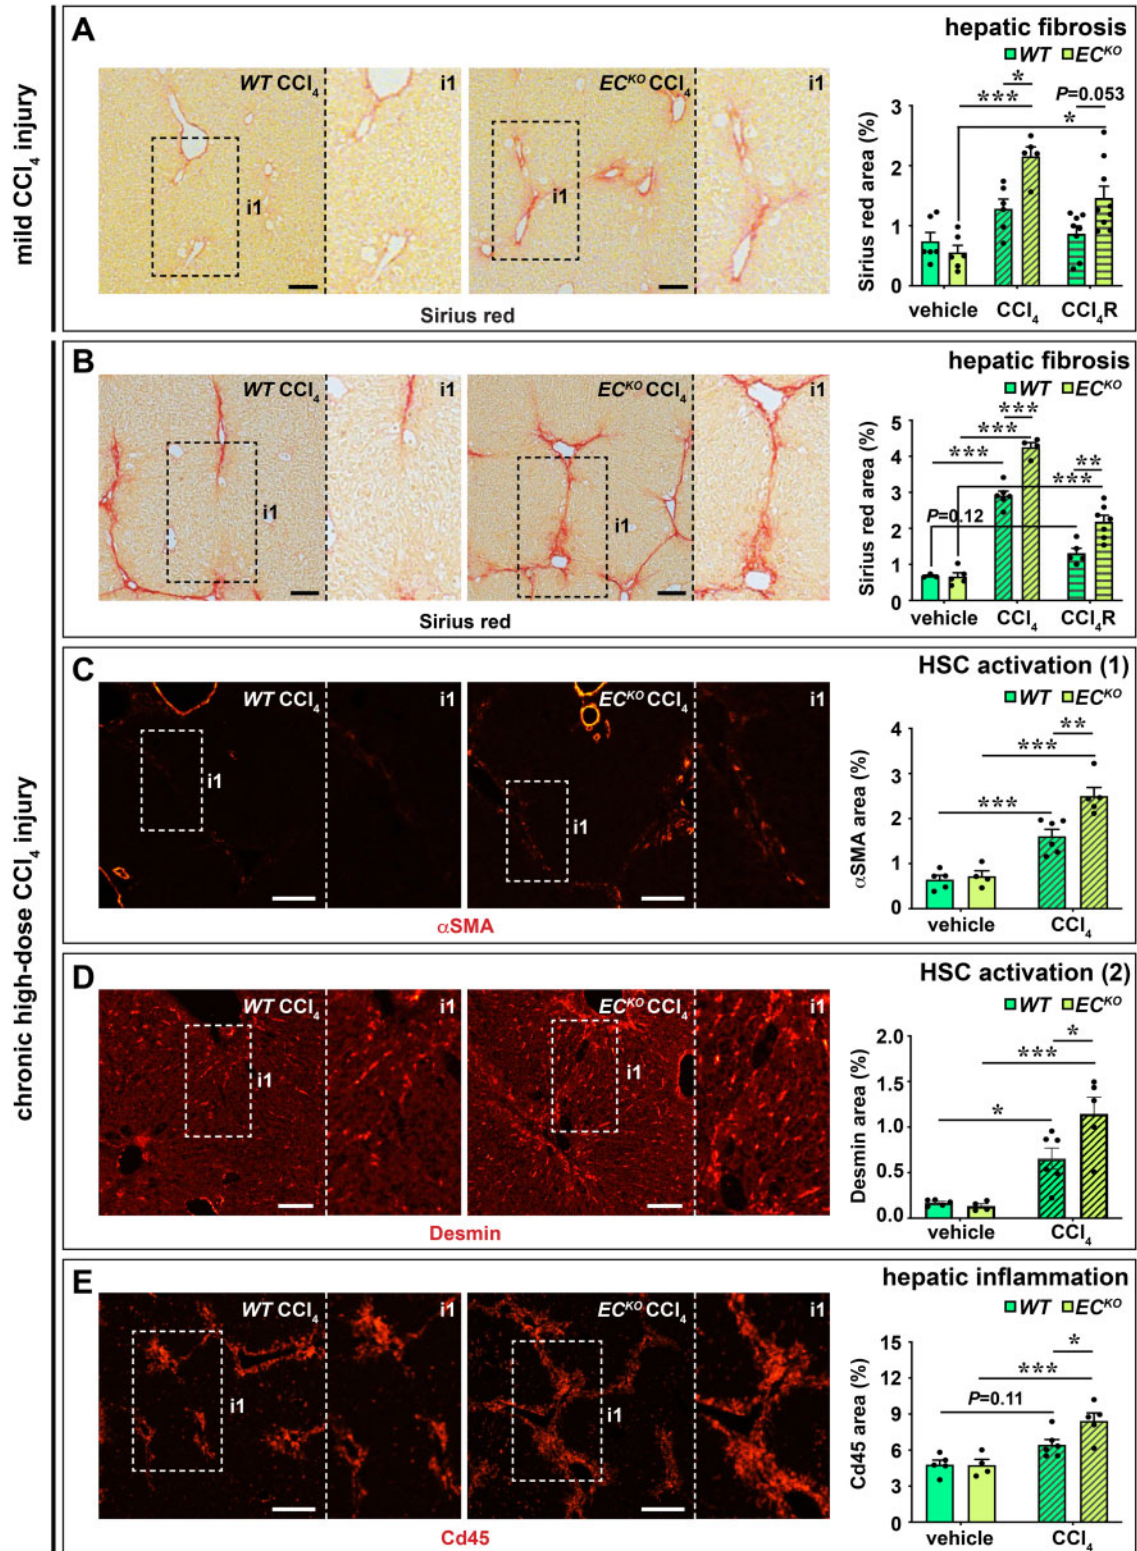 mild CCl4 injury
A
hepatic fibrosis
WT ECKO
WT CCl4 i1
ECKO CCl4 i1
i1
i1
Sirius red
Sirius red area (%)
3
2
1
0
***
*
P=0.053
*
vehicle CCl4 CCl4R
chronic high-dose CCl4 injury
B
hepatic fibrosis
WT ECKO
WT CCl4 i1
ECKO CCl4 i1
i1
i1
Sirius red
Sirius red area (%)
5
4
3
2
1
0
***
***
***
**
***
P=0.12
vehicle CCl4 CCl4R
C
HSC activation (1)
WT ECKO
WT CCl4 i1
ECKO CCl4 i1
i1
i1
αSMA
αSMA area (%)
4
3
2
1
0
**
***
***
vehicle CCl4
D
HSC activation (2)
WT ECKO
WT CCl4 i1
ECKO CCl4 i1
i1
i1
Desmin
Desmin area (%)
2.0
1.5
1.0
0.5
0.0
*
***
*
vehicle CCl4
E
hepatic inflammation
WT ECKO
WT CCl4 i1
ECKO CCl4 i1
i1
i1
Cd45
Cd45 area (%)
15
12
9
6
3
0
*
***
P=0.11
vehicle CCl4